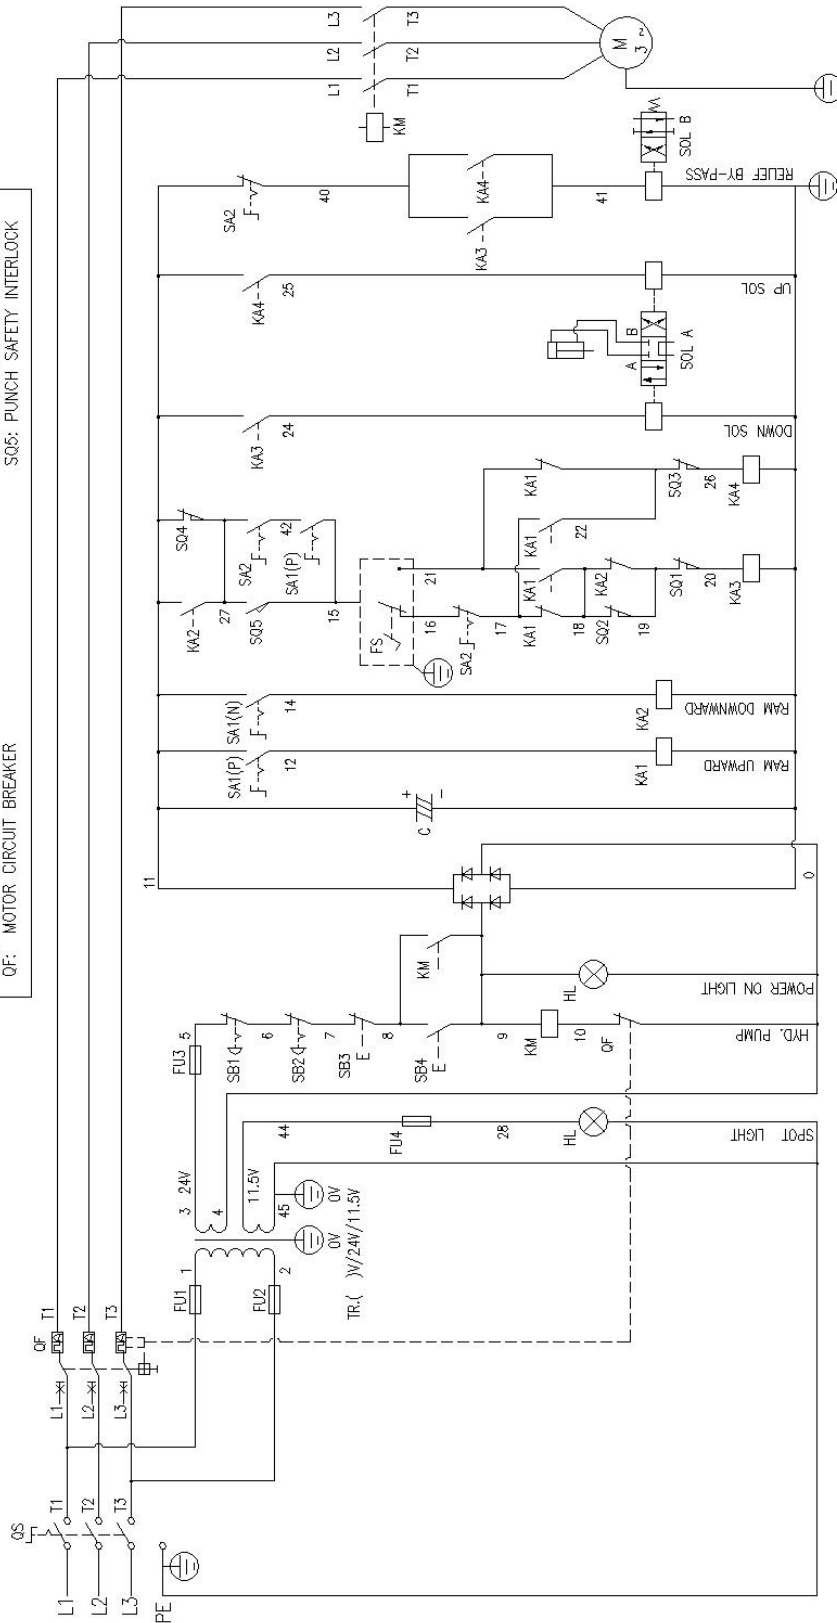 QF: MOTOR CIRCUIT BREAKER
SQ5: PUNCH SAFETY INTERLOCK
QS
L1
L2
L3
PE
T1
T2
T3
L1
L2
L3
QF
T1
T2
T3
FU1
FU2
1
2
3
24V
4
11.5V
45
0V
0V
TR.( )V/24V/11.5V
44
FU4
28
HL
SPOT LIGHT
FU3
5
SB1
6
SB2
7
SB3
E
8
SB4
E
KM
9
KM
10
QF
HYD. PUMP
HL
POWER ON LIGHT
11
0
C
+
-
SA1(P)
12
KA1
RAM UPWARD
SA1(N)
14
KA2
RAM DOWNWARD
KA2
27
SQ5
SQ4
SA2
42
SA1(P)
15
FS
16
21
SA2
17
KA1
18
SQ2
19
KA1
KA2
SQ1
20
KA3
KA1
22
KA1
SQ3
26
KA4
KA3
24
DOWN SOL
A
B
SOL A
KA4
25
UP SOL
SA2
40
KA3
KA4
41
SOL B
RELIEF BY-PASS
KM
L1
L2
L3
T1
T2
T3
M
3
2